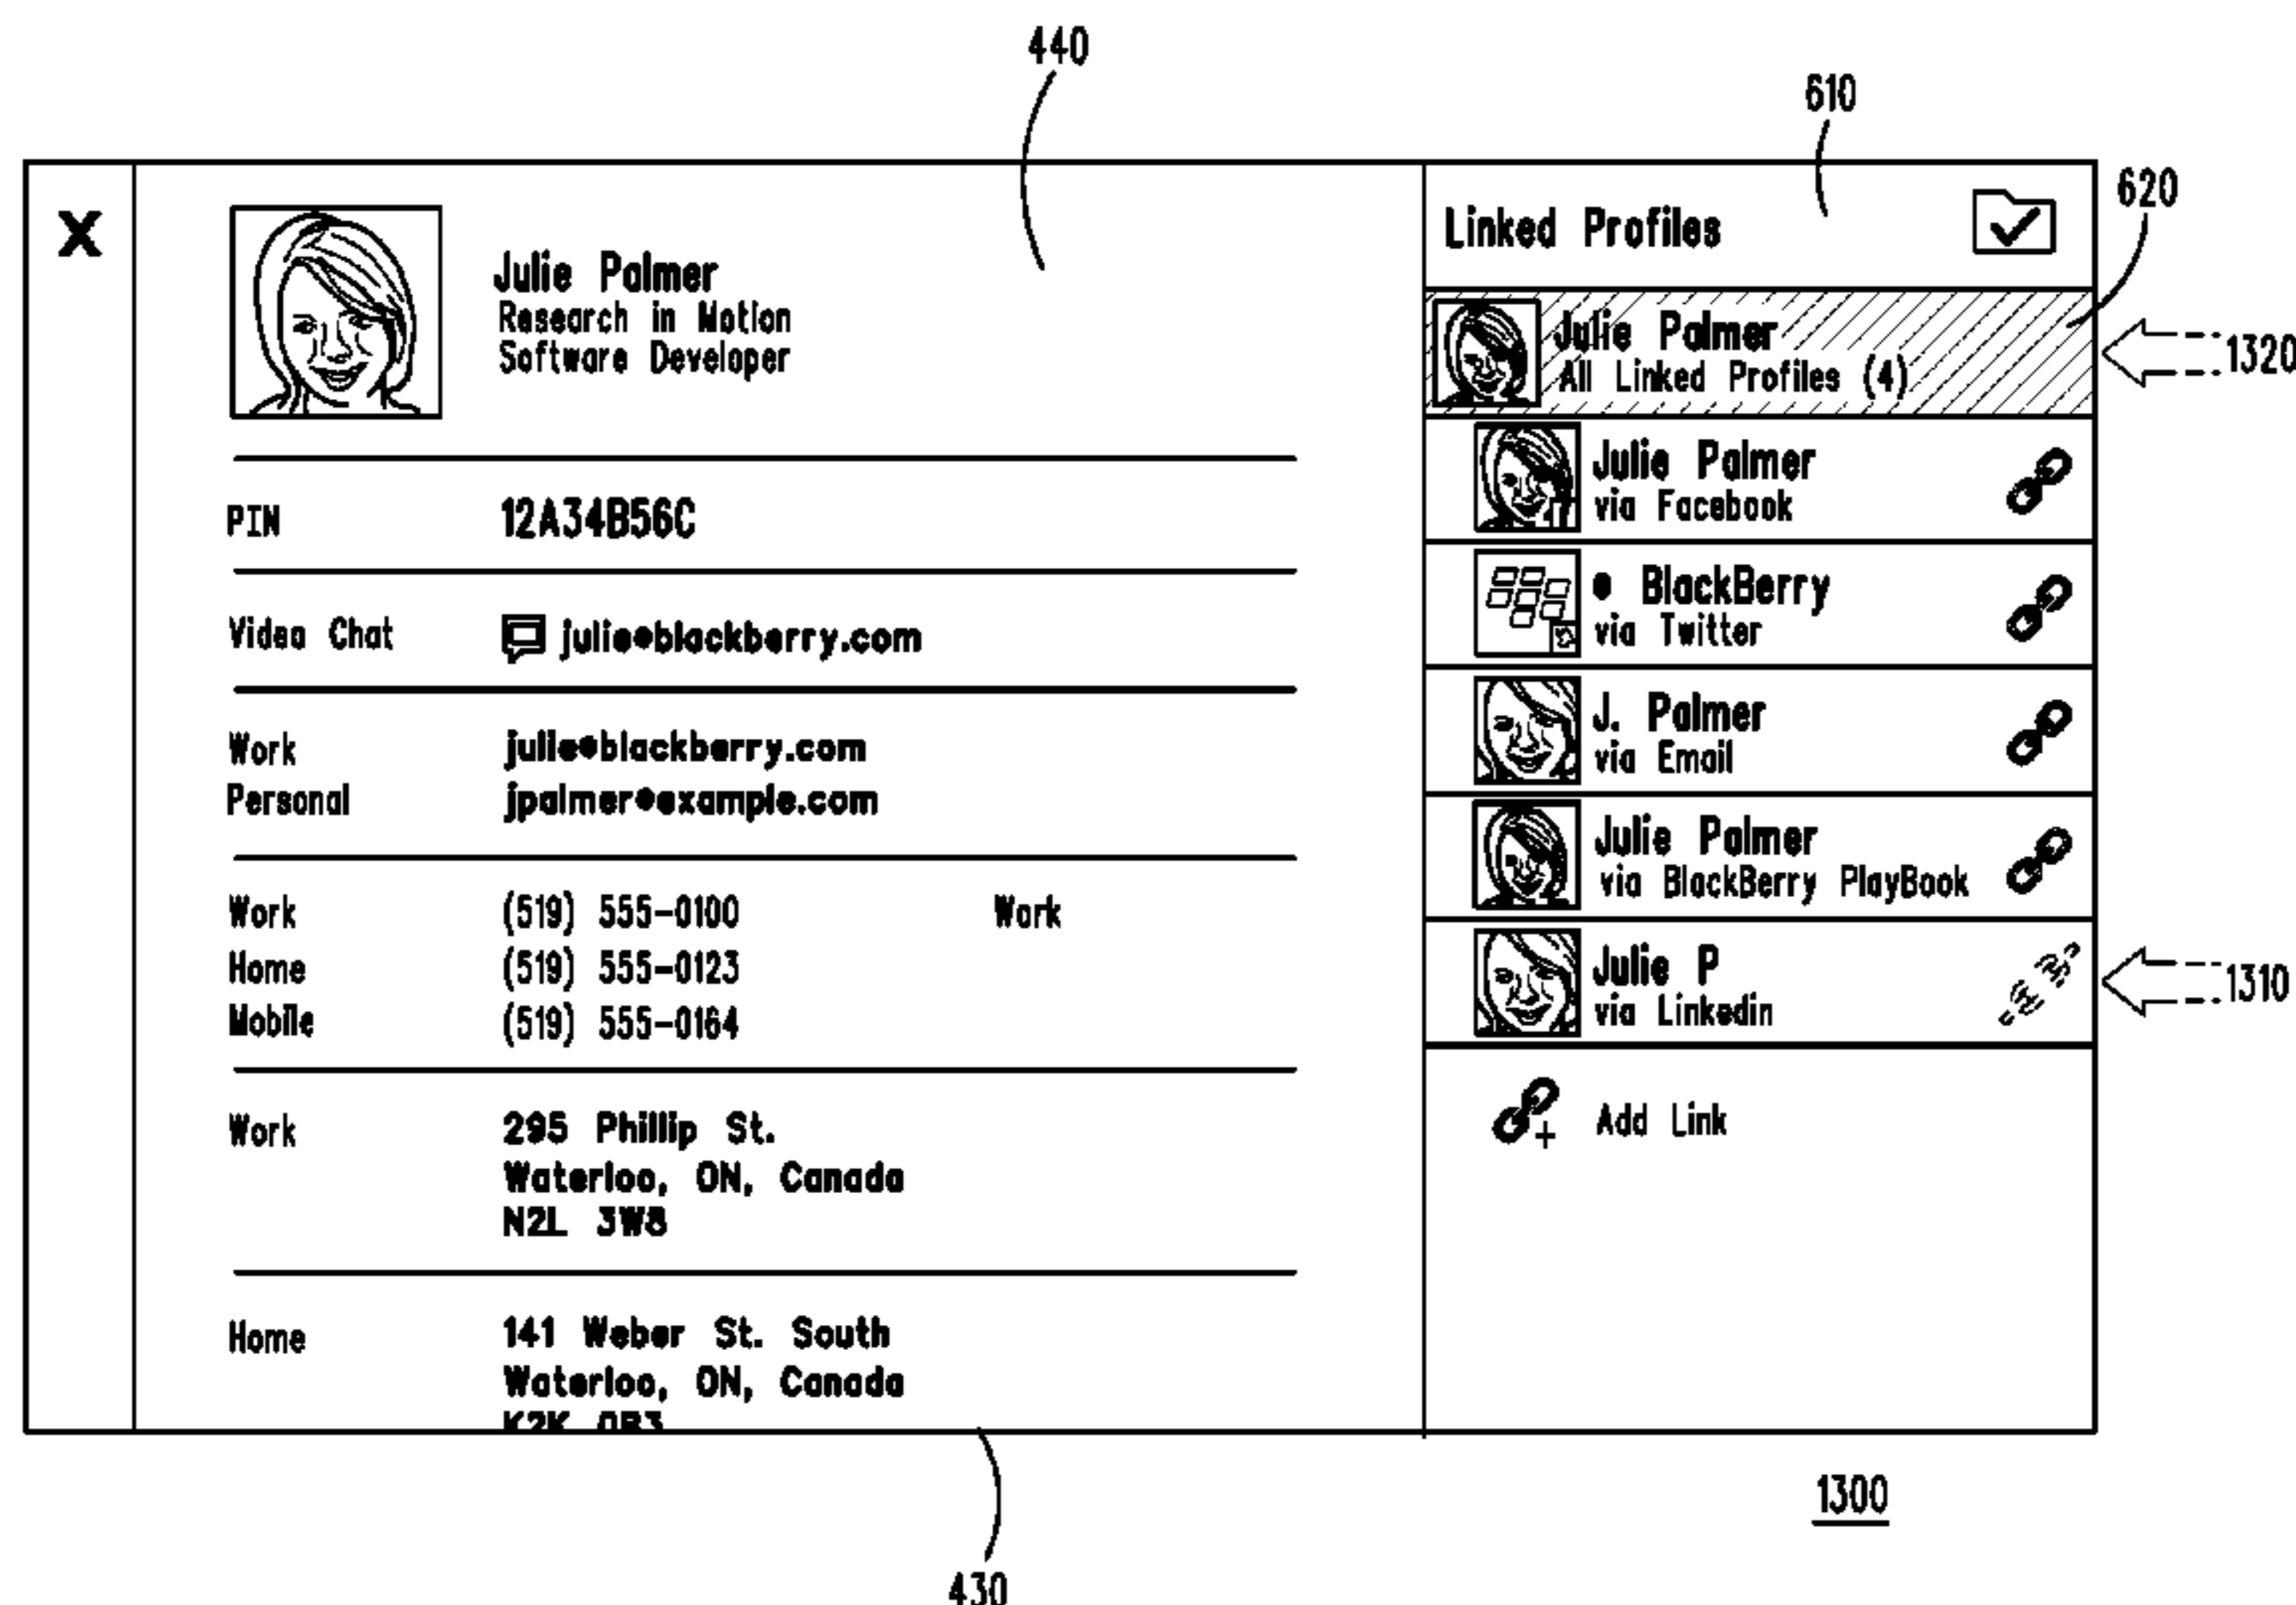 440
610
620
X
Julie Palmer
Research in Motion
Software Developer
PIN 12A34B56C
Video Chat julie@blackberry.com
Work julie@blackberry.com
Personal jpalmer@example.com
Work (519) 555-0100 Work
Home (519) 555-0123
Mobile (519) 555-0164
Work 295 Phillip St.
Waterloo, ON, Canada
N2L 3W8
Home 141 Weber St. South
Waterloo, ON, Canada
K2K 0B3
Linked Profiles
Julie Palmer
All Linked Profiles (4)
1320
Julie Palmer
via Facebook
• BlackBerry
via Twitter
J. Palmer
via Email
Julie Palmer
via BlackBerry PlayBook
Julie P
via Linkedin
1310
Add Link
1300
430